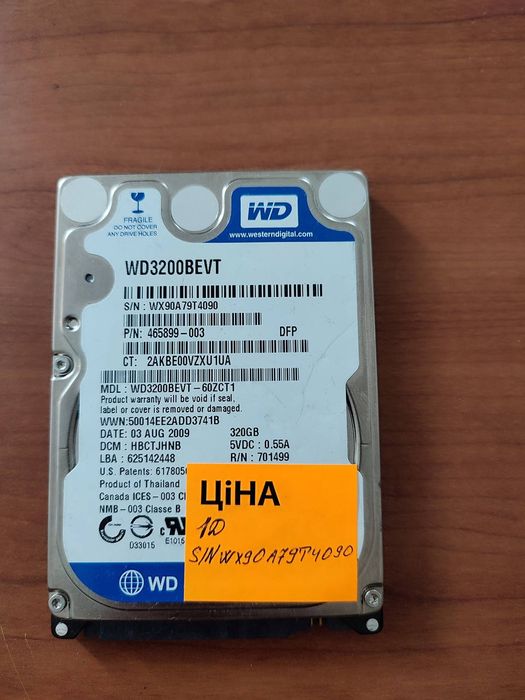 FRAGILE
DO NOT COVER
ANY DRIVE HOLES
WD
www.westerndigital.com
WD3200BEVT
S/N : WX90A79T4090
P/N: 465899-003 DFP
CT: 2AKBE00VZXU1UA
MDL : WD3200BEVT-60ZCT1
Product warranty will be void if seal,
label or cover is removed or damaged.
WWN:50014EE2ADD3741B
DATE: 03 AUG 2009 320GB
DCM : HBCTJHNB 5VDC : 0.55A
LBA : 625142448 R/N : 701499
U.S. Patents: 617805
Product of Thailand
Canada ICES-003 Cl
NMB-003 Classe B
D33015 E1015
WD
ЦіНА
S/N WX90A79T4090